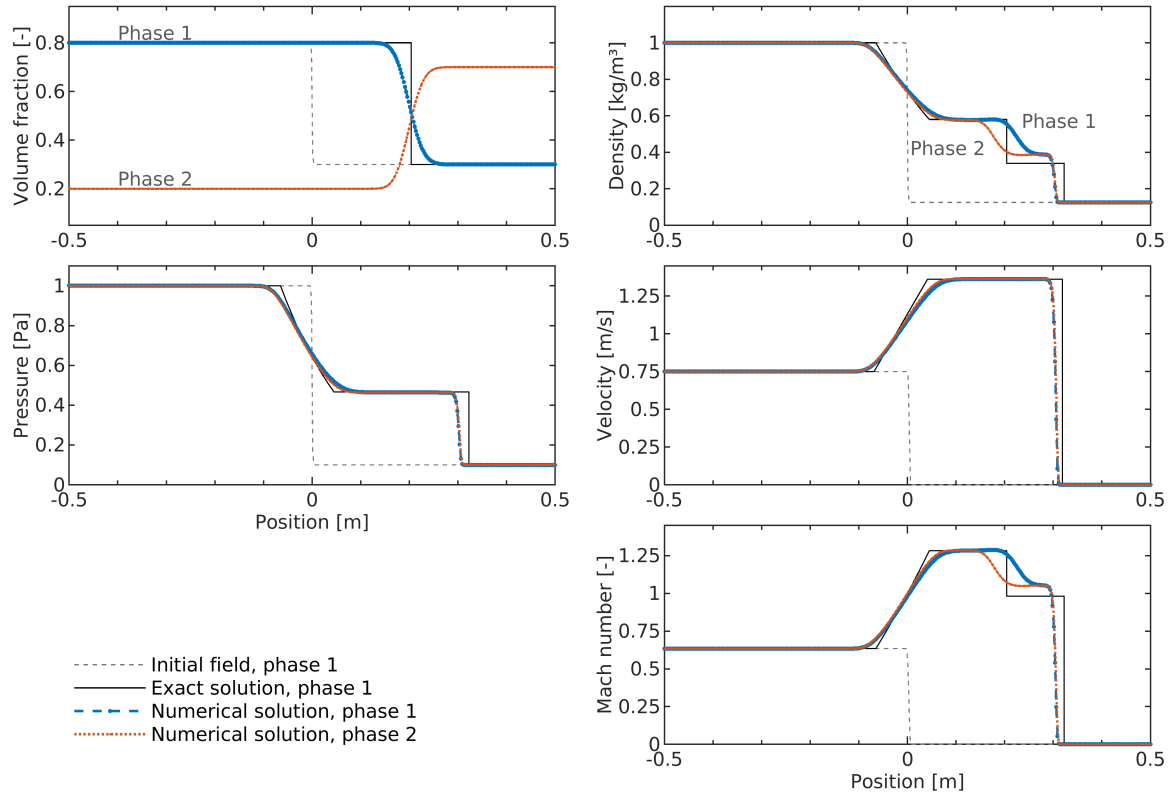 Volume fraction [-]
0.8
0.6
0.4
0.2
Phase 1
Phase 2
-0.5
0
0.5
Density [kg/m³]
1
0.8
0.6
0.4
0.2
0
Phase 1
Phase 2
-0.5
0
0.5
Pressure [Pa]
1
0.8
0.6
0.4
0.2
0
-0.5
0
0.5
Position [m]
Velocity [m/s]
1.25
1
0.75
0.5
0.25
0
-0.5
0
0.5
Mach number [-]
1.25
1
0.75
0.5
0.25
0
-0.5
0
0.5
Position [m]
Initial field, phase 1
Exact solution, phase 1
Numerical solution, phase 1
Numerical solution, phase 2